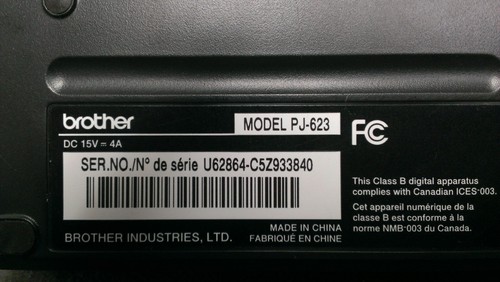 brother
MODEL PJ-623
FC
DC 15V ⎓ 4A
SER.NO./Nº de série U62864-C5Z933840
This Class B digital apparatus
complies with Canadian ICES-003.
Cet appareil numérique de la
classe B est conforme à la
norme NMB-003 du Canada.
MADE IN CHINA
BROTHER INDUSTRIES, LTD.
FABRIQUÉ EN CHINE